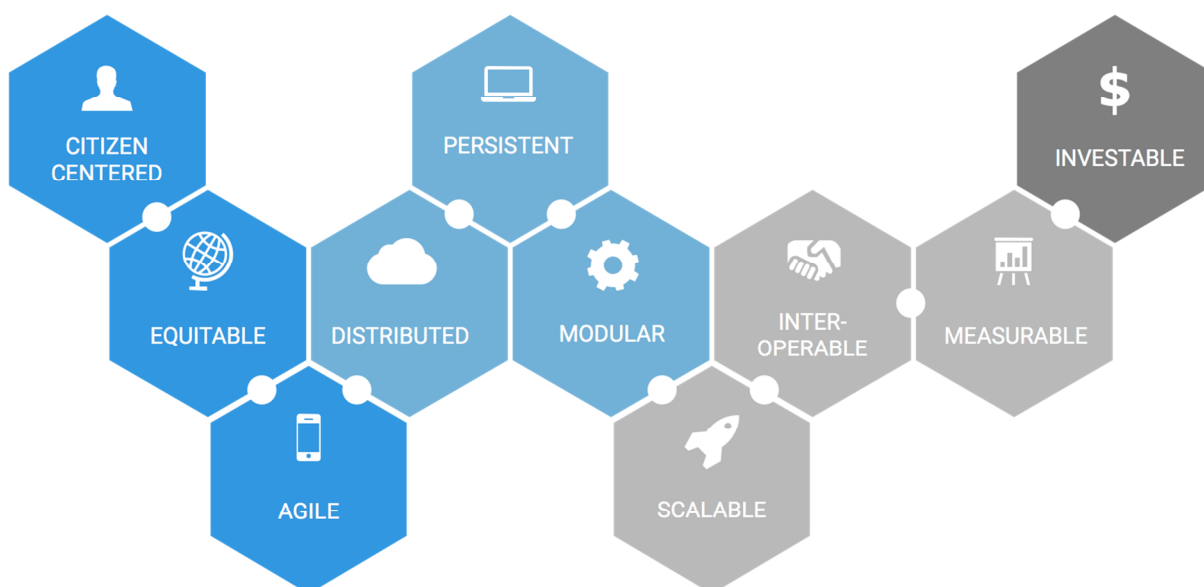 CITIZEN
CENTERED
EQUITABLE
AGILE
DISTRIBUTED
PERSISTENT
MODULAR
SCALABLE
INTER-
OPERABLE
MEASURABLE
$
INVESTABLE